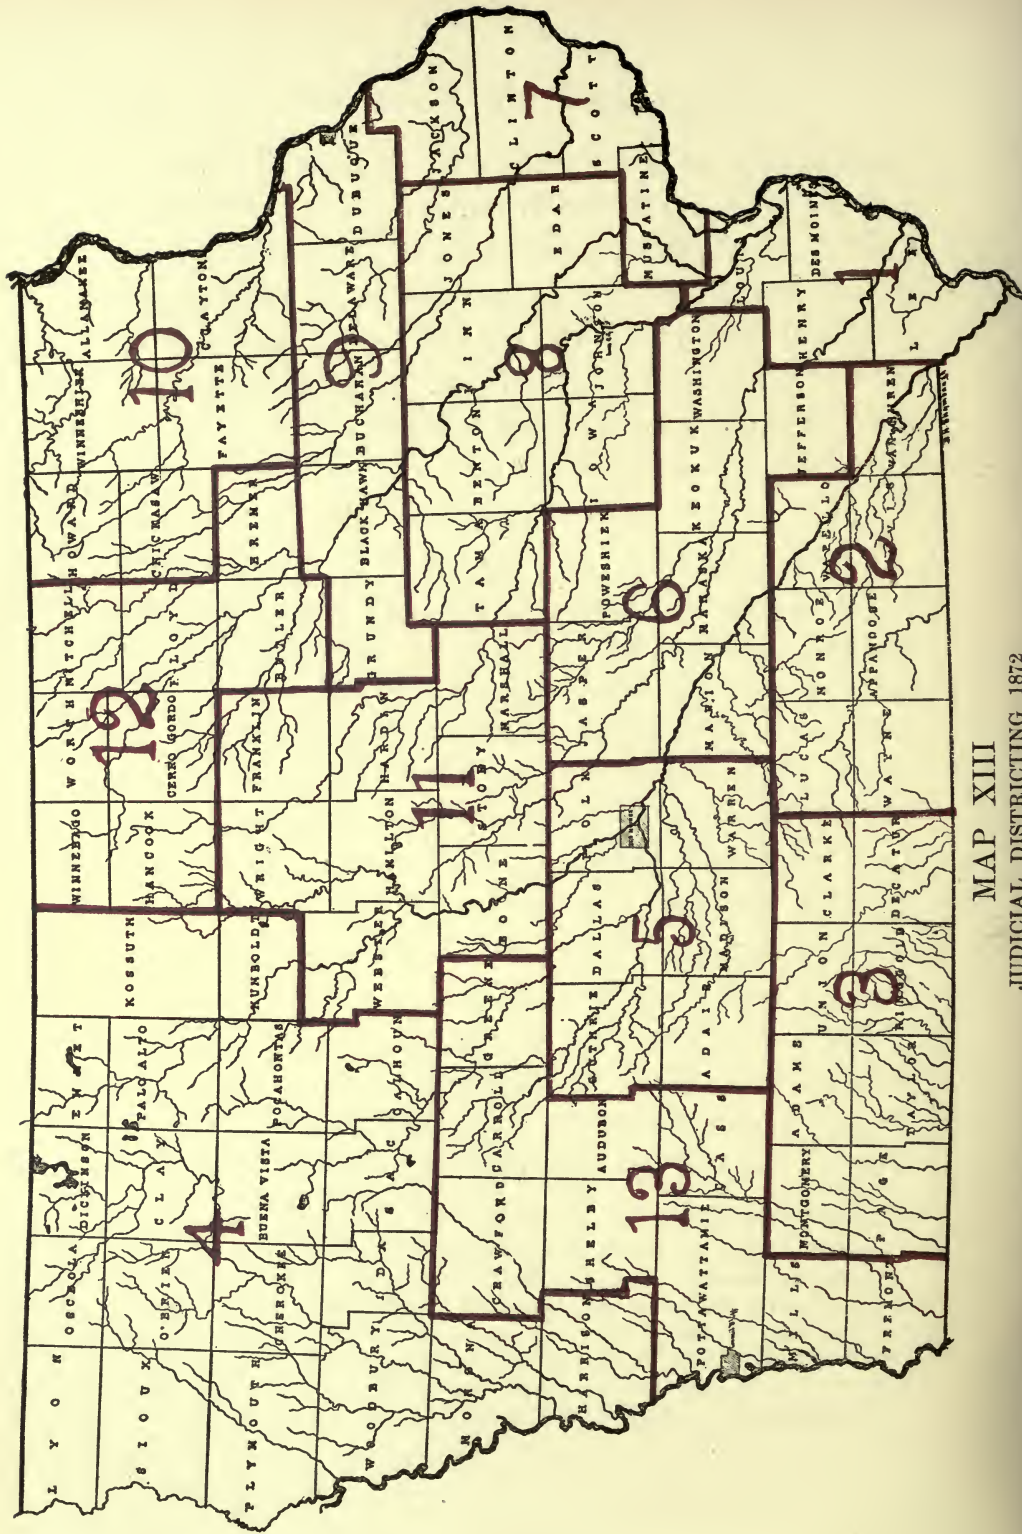 LYON
OSCEOLA
DICKINSON
EMMET
WINNEBAGO
WORTH
MITCHELL
HOWARD
WINNESHIEK
ALLAMAKEE
SIOUX
O'BRIEN
CLAY
PALO ALTO
KOSSUTH
HANCOCK
CERRO GORDO
FLOYD
CHICKASAW
12
10
CLAYTON
FAYETTE
PLYMOUTH
CHEROKEE
BUENA VISTA
POCAHONTAS
HUMBOLDT
WRIGHT
FRANKLIN
BUTLER
BREMER
4
WOODBURY
IDA
SAC
CALHOUN
WEBSTER
HAMILTON
HARDIN
GRUNDY
BLACK HAWK
BUCHANAN
DELAWARE
DUBUQUE
9
11
MONONA
CRAWFORD
CARROLL
GREENE
BOONE
STORY
MARSHALL
TAMA
BENTON
LINN
JONES
JACKSON
8
CLINTON
7
HARRISON
SHELBY
AUDUBON
GUTHRIE
DALLAS
POLK
JASPER
POWESHIEK
IOWA
JOHNSON
CEDAR
SCOTT
MUSCATINE
13
5
6
POTTAWATTAMIE
CASS
ADAIR
MADISON
WARREN
MARION
MAHASKA
KEOKUK
WASHINGTON
LOUISA
MILLS
MONTGOMERY
ADAMS
UNION
CLARKE
LUCAS
MONROE
WAPELLO
JEFFERSON
HENRY
DES MOINES
3
2
1
FREMONT
PAGE
TAYLOR
RINGGOLD
DECATUR
WAYNE
APPANOOSE
DAVIS
VAN BUREN
LEE
MAP XIII
JUDICIAL DISTRICTING 1872